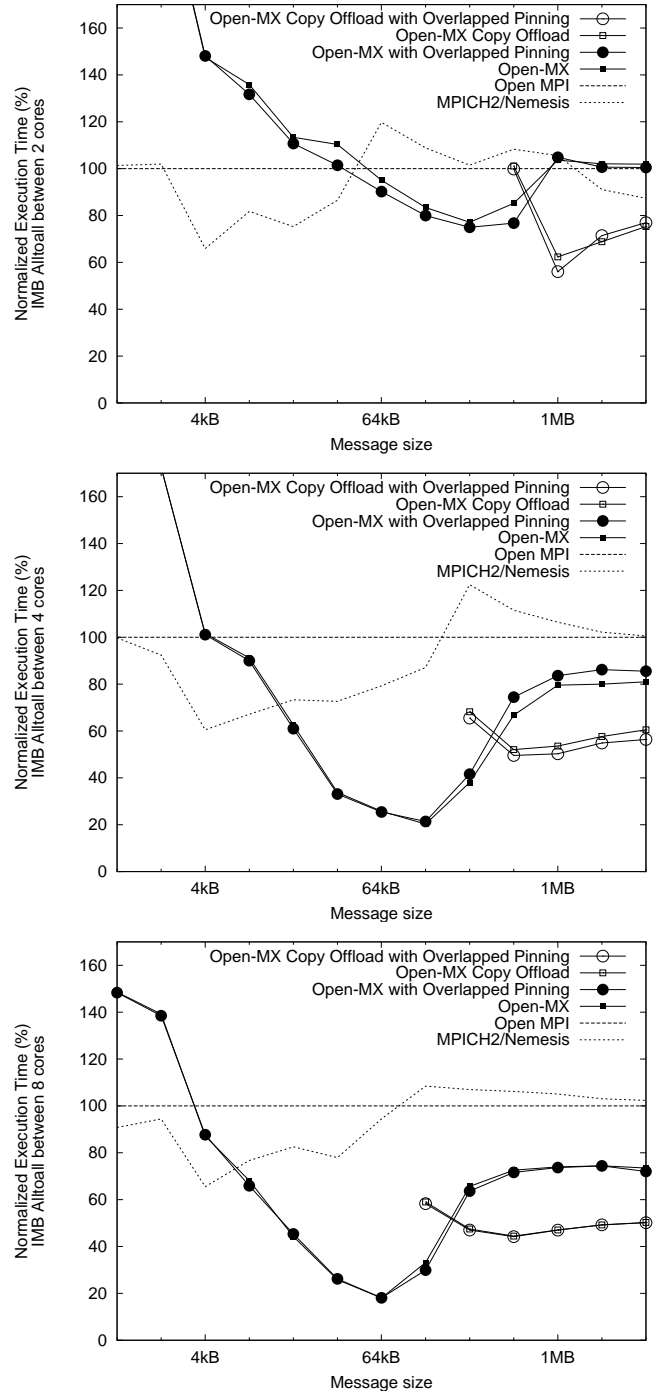 Normalized Execution Time (%)
IMB Alltoall between 2 cores
160
140
120
100
80
60
40
20
0
Open-MX Copy Offload with Overlapped Pinning
Open-MX Copy Offload
Open-MX with Overlapped Pinning
Open-MX
Open MPI
MPICH2/Nemesis
4kB 64kB 1MB
Message size
Normalized Execution Time (%)
IMB Alltoall between 4 cores
160
140
120
100
80
60
40
20
0
Open-MX Copy Offload with Overlapped Pinning
Open-MX Copy Offload
Open-MX with Overlapped Pinning
Open-MX
Open MPI
MPICH2/Nemesis
4kB 64kB 1MB
Message size
Normalized Execution Time (%)
IMB Alltoall between 8 cores
160
140
120
100
80
60
40
20
0
Open-MX Copy Offload with Overlapped Pinning
Open-MX Copy Offload
Open-MX with Overlapped Pinning
Open-MX
Open MPI
MPICH2/Nemesis
4kB 64kB 1MB
Message size